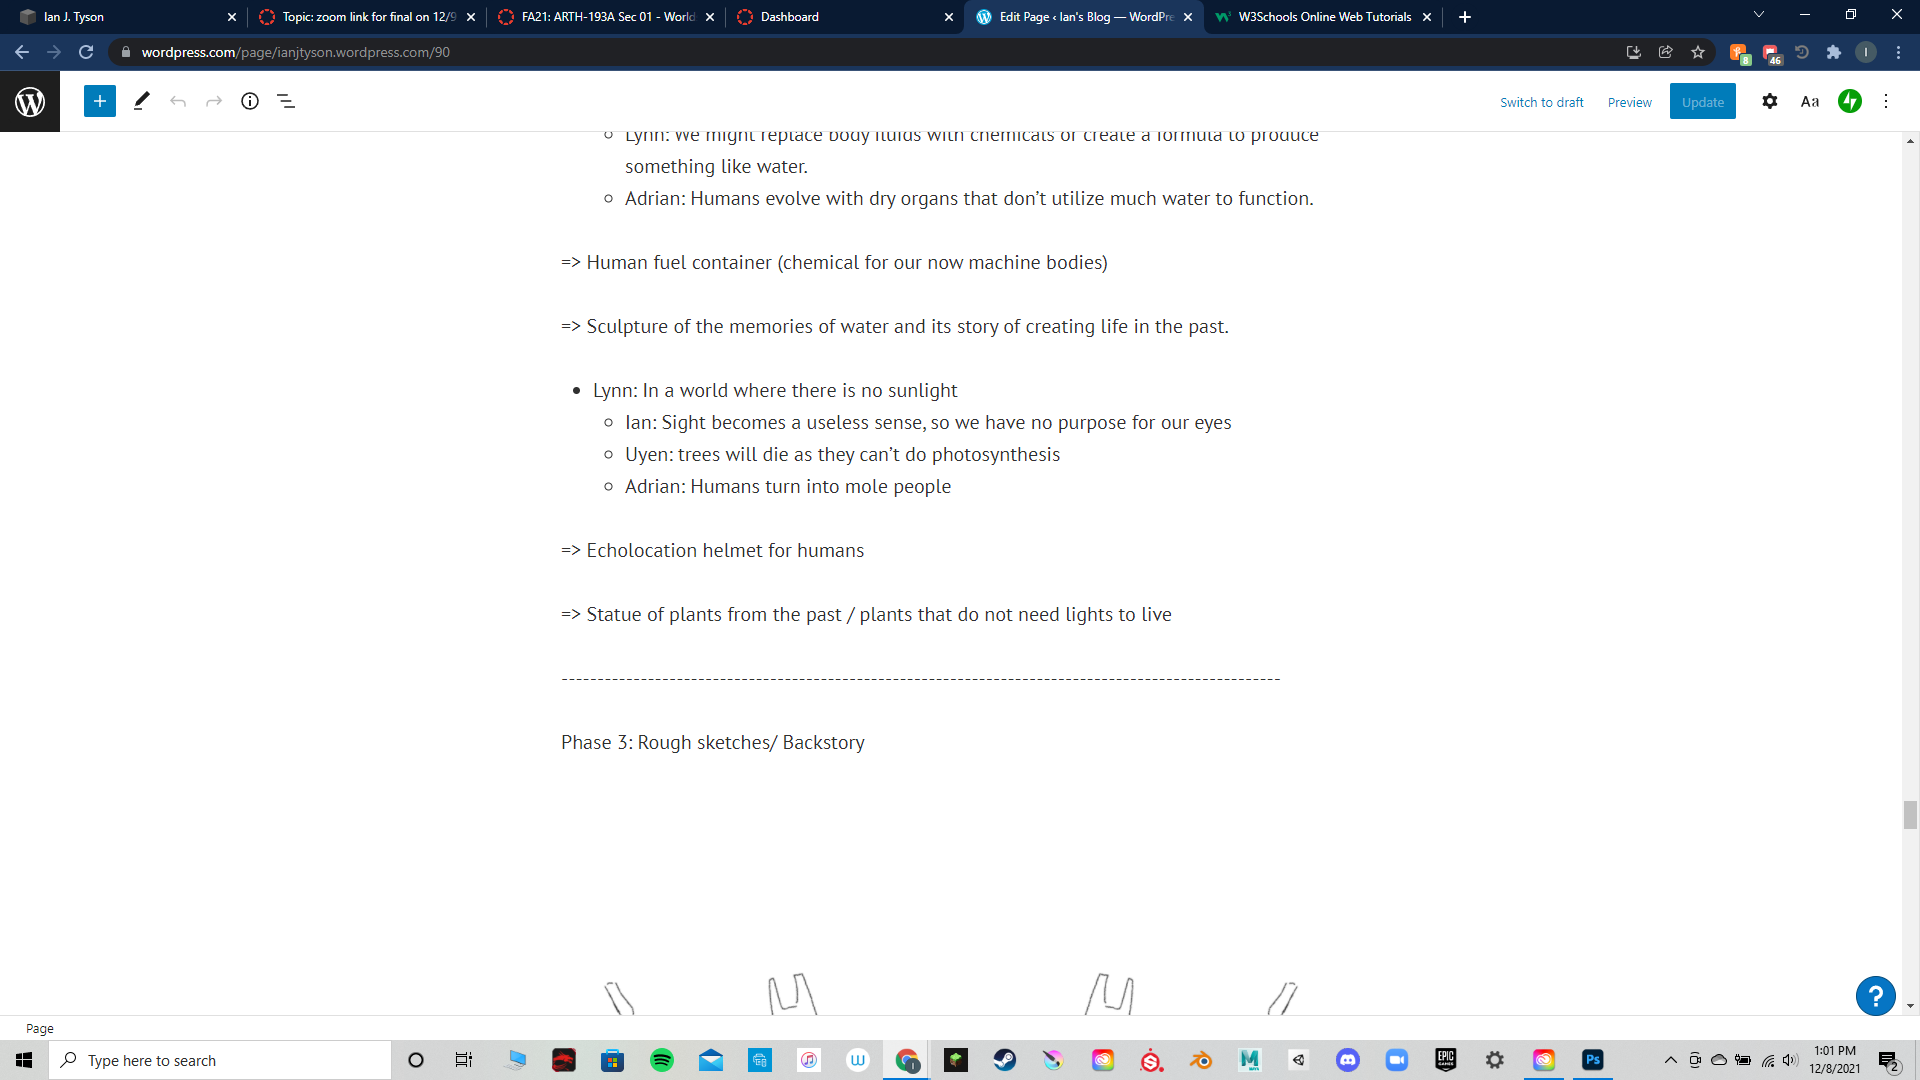 Ian J. Tyson
Topic: zoom link for final on 12/9
FA21: ARTH-193A Sec 01 - World
Dashboard
Edit Page ‹ Ian's Blog — WordPre
W3Schools Online Web Tutorials
wordpress.com/page/ianjtyson.wordpress.com/90
8
46
I
Switch to draft
Preview
Update
Aa
Lynn: We might replace body fluids with chemicals or create a formula to produce
something like water.
Adrian: Humans evolve with dry organs that don't utilize much water to function.
=> Human fuel container (chemical for our now machine bodies)
=> Sculpture of the memories of water and its story of creating life in the past.
Lynn: In a world where there is no sunlight
Ian: Sight becomes a useless sense, so we have no purpose for our eyes
Uyen: trees will die as they can't do photosynthesis
Adrian: Humans turn into mole people
=> Echolocation helmet for humans
=> Statue of plants from the past / plants that do not need lights to live
----------------------------------------------------------------------------------------------------
Phase 3: Rough sketches/ Backstory
?
Page
Type here to search
EPIC
GAMES
Ps
1:01 PM
12/8/2021
2